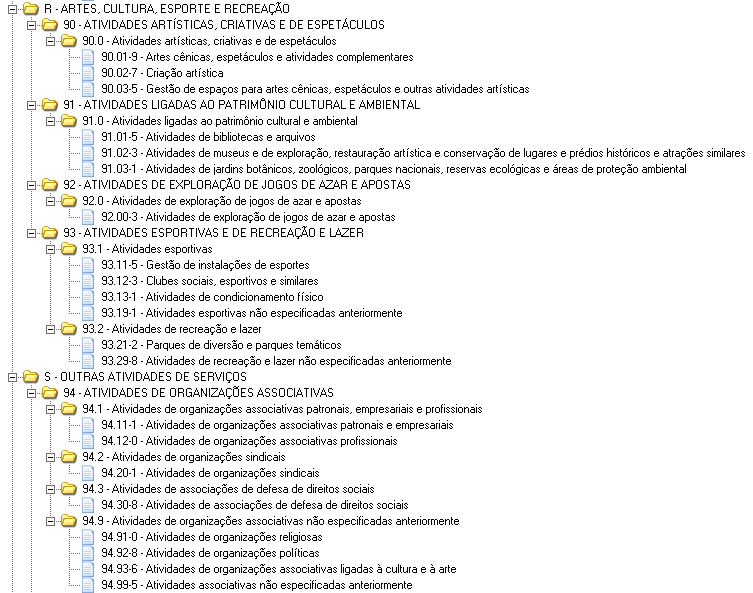 R - ARTES, CULTURA, ESPORTE E RECREAÇÃO
90 - ATIVIDADES ARTÍSTICAS, CRIATIVAS E DE ESPETÁCULOS
90.0 - Atividades artísticas, criativas e de espetáculos
90.01-9 - Artes cênicas, espetáculos e atividades complementares
90.02-7 - Criação artística
90.03-5 - Gestão de espaços para artes cênicas, espetáculos e outras atividades artísticas
91 - ATIVIDADES LIGADAS AO PATRIMÔNIO CULTURAL E AMBIENTAL
91.0 - Atividades ligadas ao patrimônio cultural e ambiental
91.01-5 - Atividades de bibliotecas e arquivos
91.02-3 - Atividades de museus e de exploração, restauração artística e conservação de lugares e prédios históricos e atrações similares
91.03-1 - Atividades de jardins botânicos, zoológicos, parques nacionais, reservas ecológicas e áreas de proteção ambiental
92 - ATIVIDADES DE EXPLORAÇÃO DE JOGOS DE AZAR E APOSTAS
92.0 - Atividades de exploração de jogos de azar e apostas
92.00-3 - Atividades de exploração de jogos de azar e apostas
93 - ATIVIDADES ESPORTIVAS E DE RECREAÇÃO E LAZER
93.1 - Atividades esportivas
93.11-5 - Gestão de instalações de esportes
93.12-3 - Clubes sociais, esportivos e similares
93.13-1 - Atividades de condicionamento físico
93.19-1 - Atividades esportivas não especificadas anteriormente
93.2 - Atividades de recreação e lazer
93.21-2 - Parques de diversão e parques temáticos
93.29-8 - Atividades de recreação e lazer não especificadas anteriormente
S - OUTRAS ATIVIDADES DE SERVIÇOS
94 - ATIVIDADES DE ORGANIZAÇÕES ASSOCIATIVAS
94.1 - Atividades de organizações associativas patronais, empresariais e profissionais
94.11-1 - Atividades de organizações associativas patronais e empresariais
94.12-0 - Atividades de organizações associativas profissionais
94.2 - Atividades de organizações sindicais
94.20-1 - Atividades de organizações sindicais
94.3 - Atividades de associações de defesa de direitos sociais
94.30-8 - Atividades de associações de defesa de direitos sociais
94.9 - Atividades de organizações associativas não especificadas anteriormente
94.91-0 - Atividades de organizações religiosas
94.92-8 - Atividades de organizações políticas
94.93-6 - Atividades de organizações associativas ligadas à cultura e à arte
94.99-5 - Atividades associativas não especificadas anteriormente